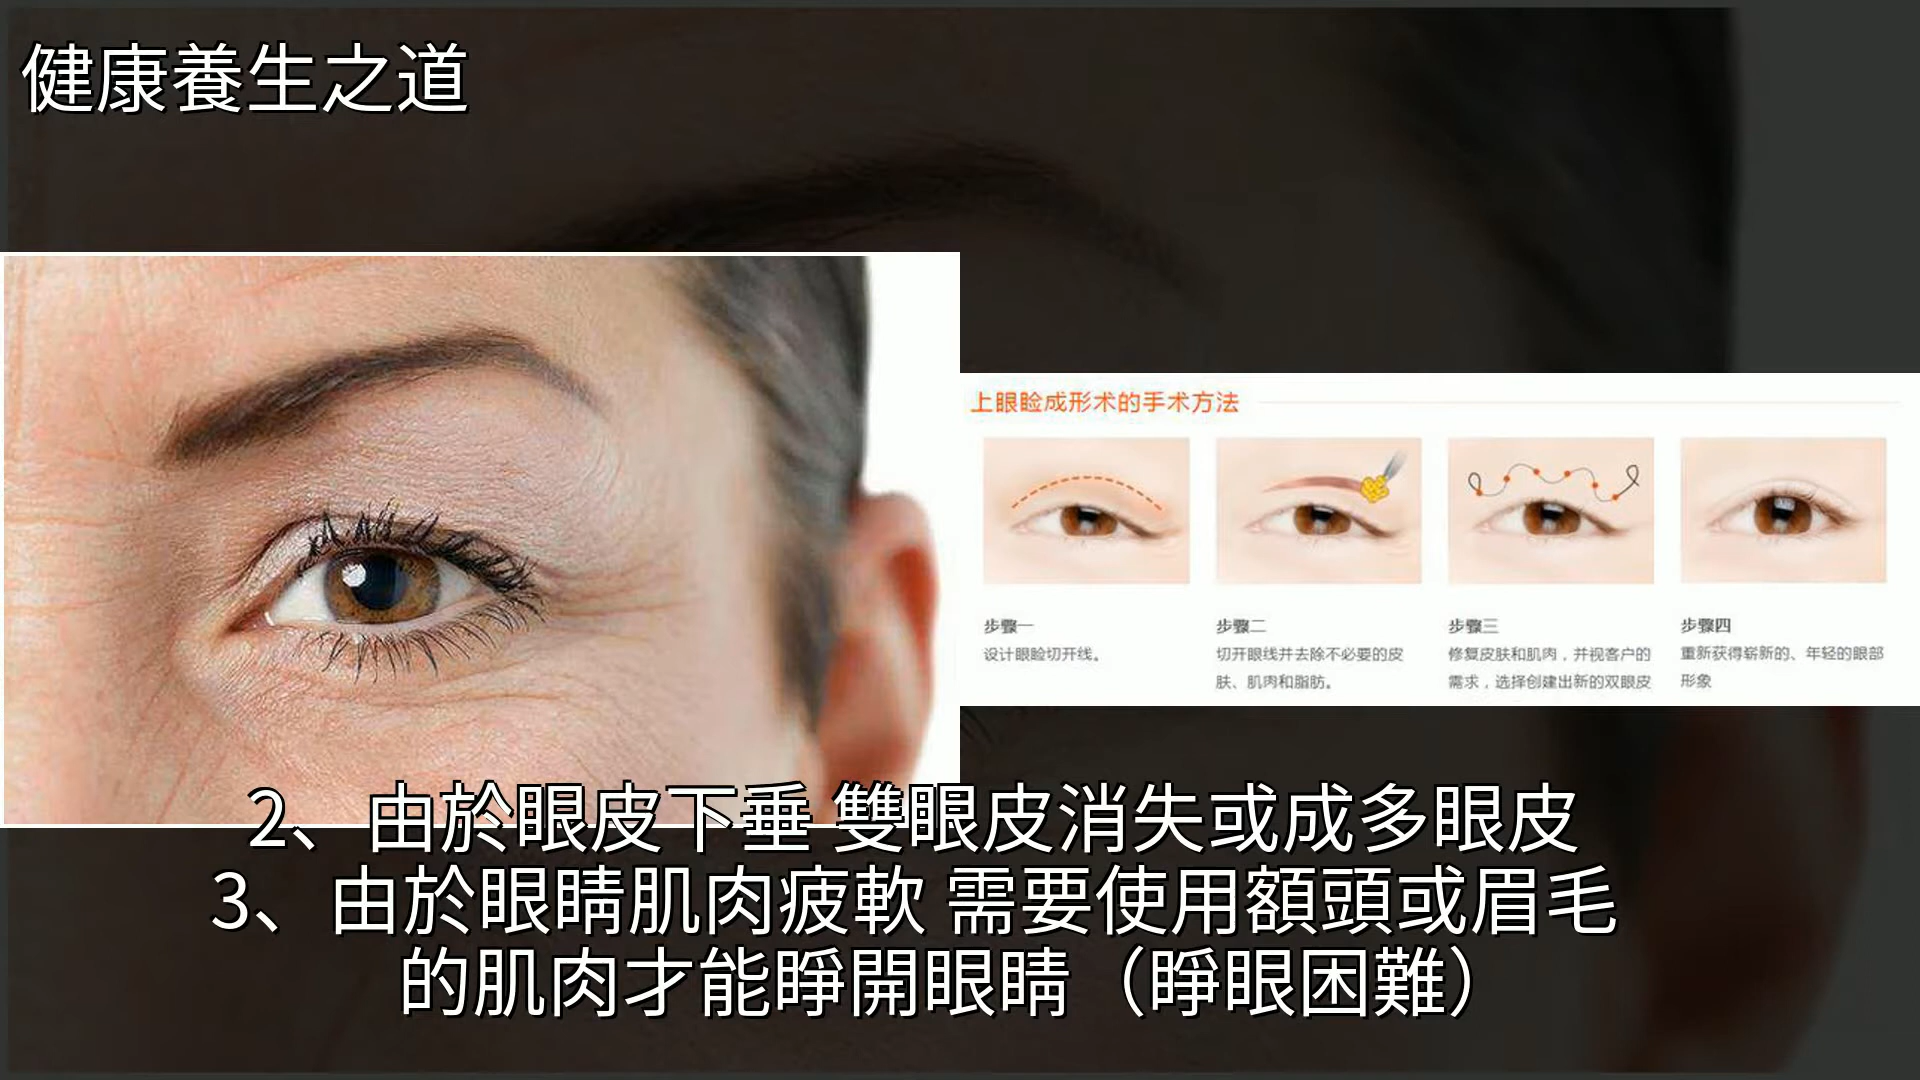 健康養生之道
上眼睑成形术的手术方法
步骤一
设计眼睑切开线。
步骤二
切开眼线并去除不必要的皮
肤、肌肉和脂肪。
步骤三
修复皮肤和肌肉，并视客户的
需求，选择创建出新的双眼皮
步骤四
重新获得崭新的、年轻的眼部
形象
2、由於眼皮下垂 雙眼皮消失或成多眼皮
3、由於眼睛肌肉疲軟 需要使用額頭或眉毛
的肌肉才能睜開眼睛（睜眼困難）